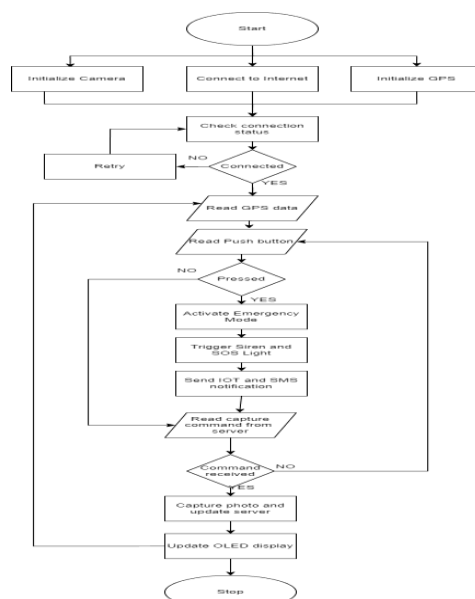 Start
Initialize Camera
Connect to Internet
Initialize GPS
Check connection
status
Retry
NO
Connected
YES
Read GPS data
Read Push button
NO
Pressed
YES
Activate Emergency
Mode
Trigger Siren and
SOS Light
Send IOT and SMS
notification
Read capture
command from
server
Command
received
NO
YES
Capture photo and
update server
Update OLED display
Stop